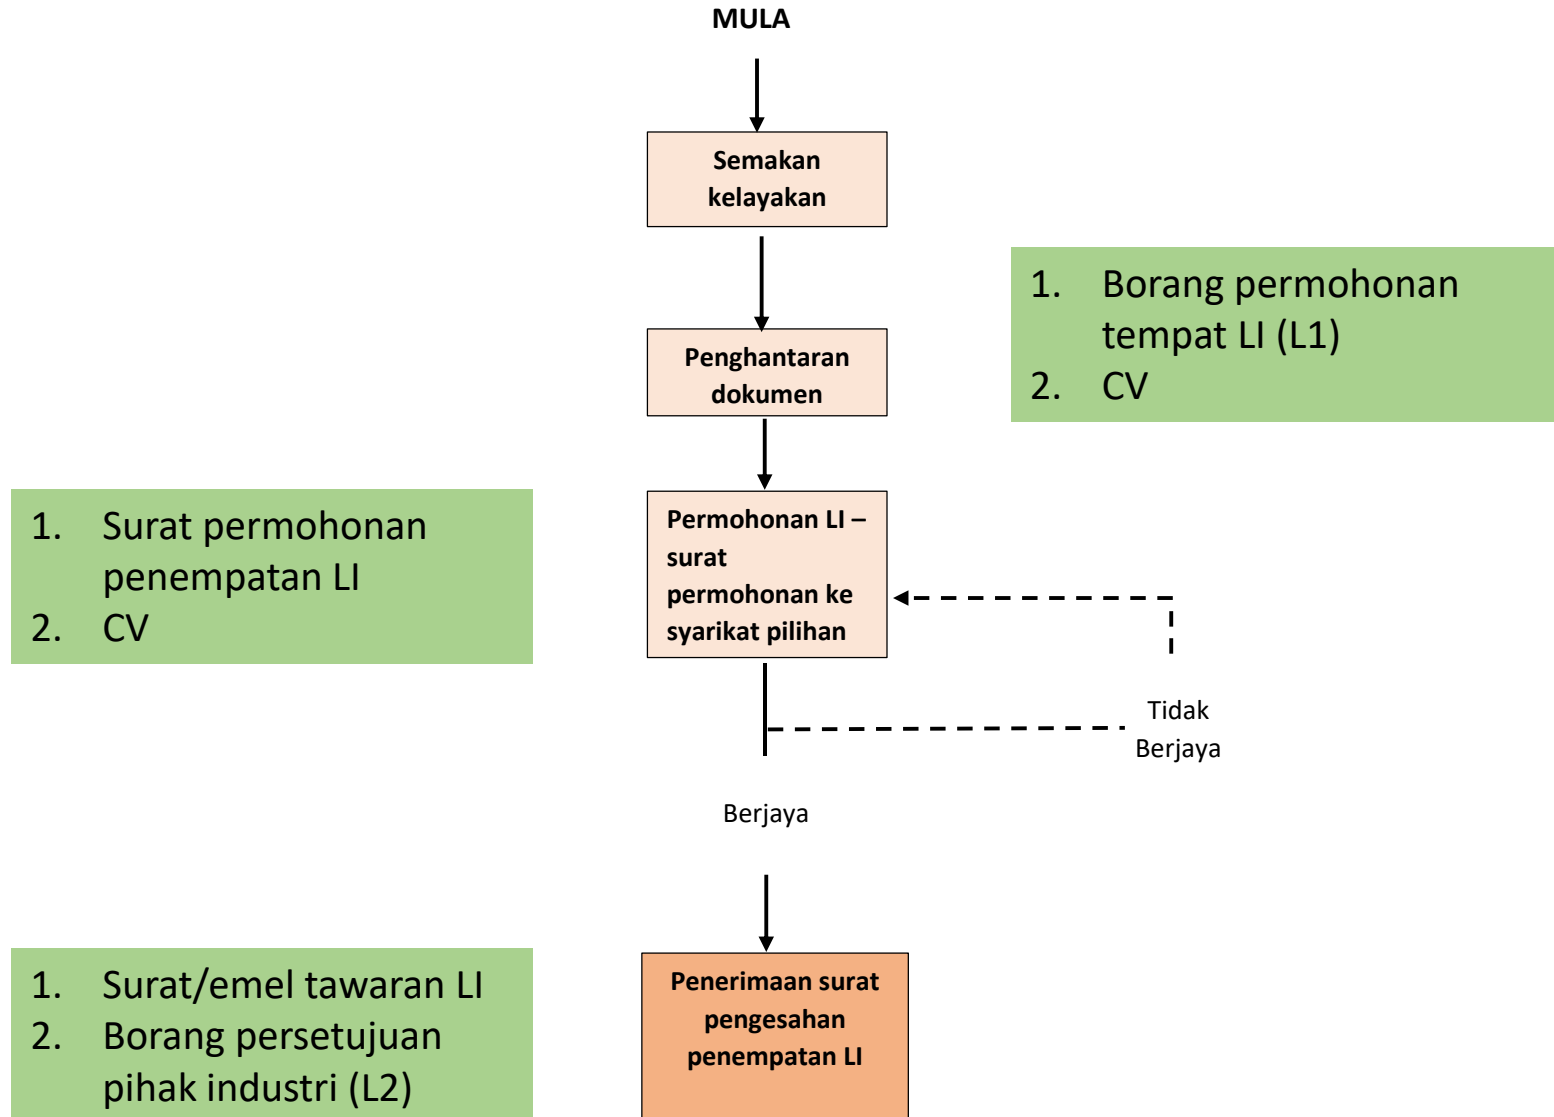 MULA
Semakan
kelayakan
1. Borang permohonan
tempat LI (L1)
2. CV
Penghantaran
dokumen
1. Surat permohonan
penempatan LI
2. CV
Permohonan LI –
surat
permohonan ke
syarikat pilihan
Tidak
Berjaya
Berjaya
1. Surat/emel tawaran LI
2. Borang persetujuan
pihak industri (L2)
Penerimaan surat
pengesahan
penempatan LI